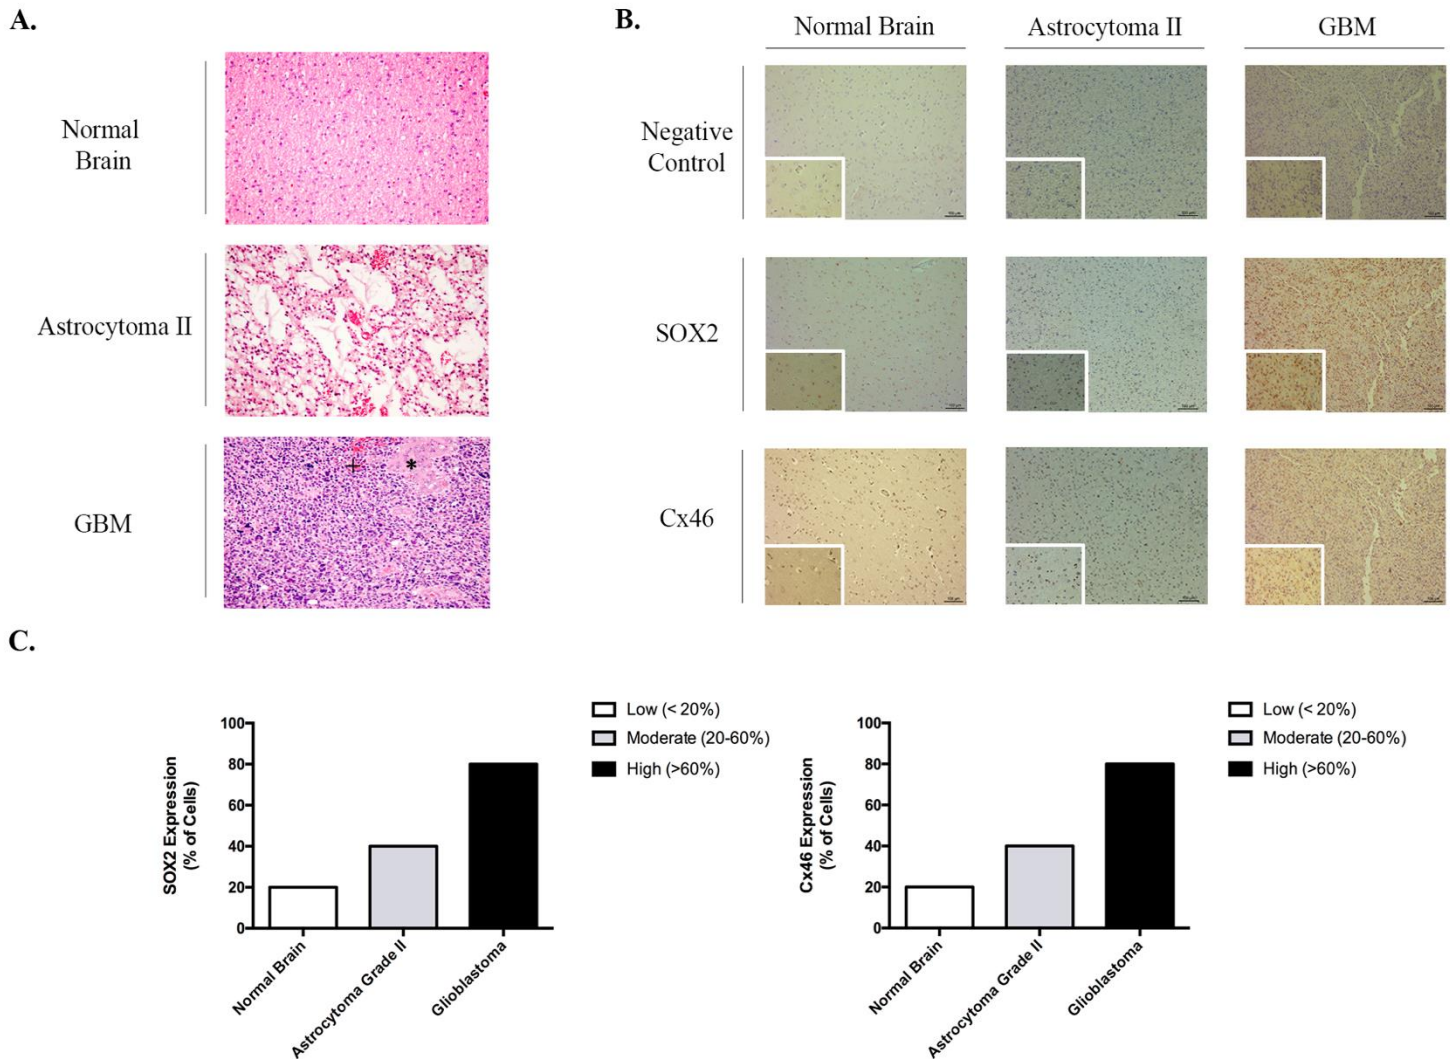 A.
Normal
Brain
Astrocytoma II
GBM
+
*
B.
Normal Brain
Astrocytoma II
GBM
Negative
Control
SOX2
Cx46
C.
SOX2 Expression
(% of Cells)
100
80
60
40
20
0
Normal Brain
Astrocytoma Grade II
Glioblastoma
Low (< 20%)
Moderate (20-60%)
High (>60%)
Cx46 Expression
(% of Cells)
100
80
60
40
20
0
Normal Brain
Astrocytoma Grade II
Glioblastoma
Low (< 20%)
Moderate (20-60%)
High (>60%)